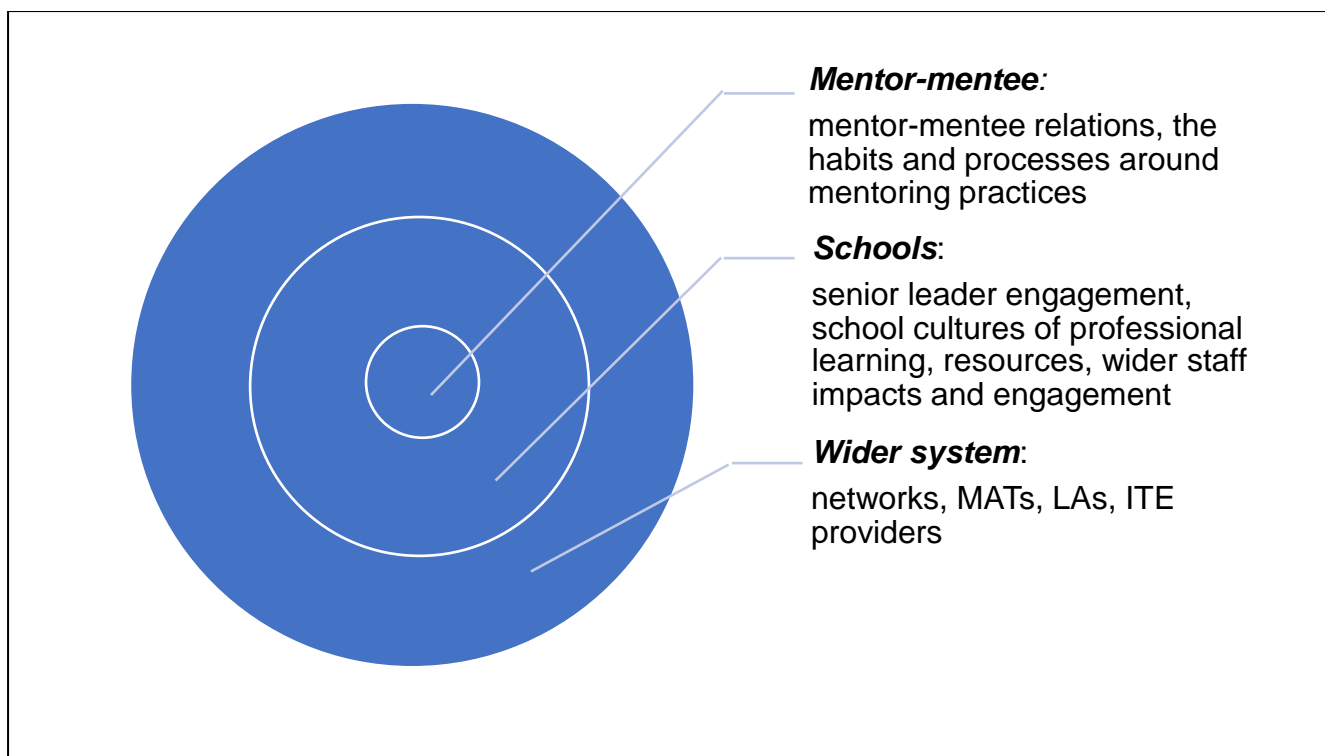 Mentor-mentee:
mentor-mentee relations, the
habits and processes around
mentoring practices
Schools:
senior leader engagement,
school cultures of professional
learning, resources, wider staff
impacts and engagement
Wider system:
networks, MATs, LAs, ITE
providers